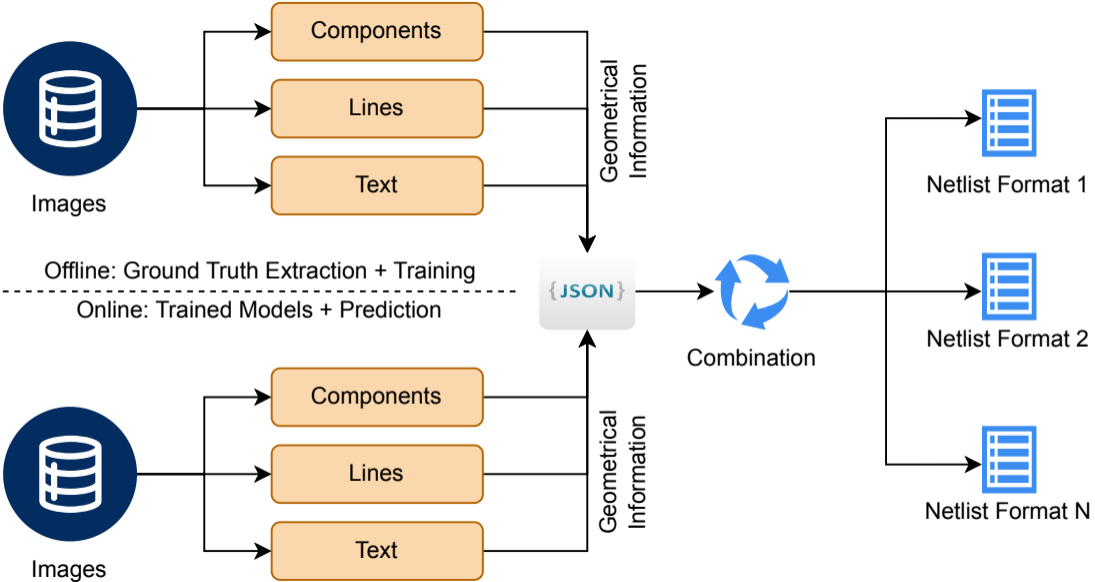 Components
Lines
Text
Images
Geometrical
Information
Offline: Ground Truth Extraction + Training
Online: Trained Models + Prediction
{JSON}
Combination
Netlist Format 1
Netlist Format 2
Netlist Format N
Components
Lines
Text
Images
Geometrical
Information